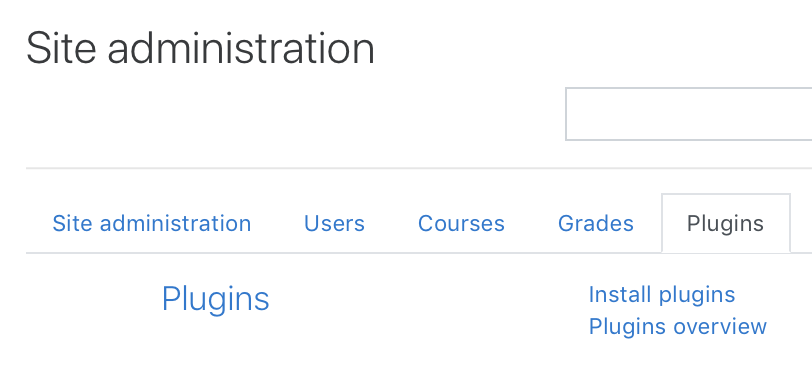 Site administration
Site administration Users Courses Grades Plugins
Plugins
Install plugins
Plugins overview